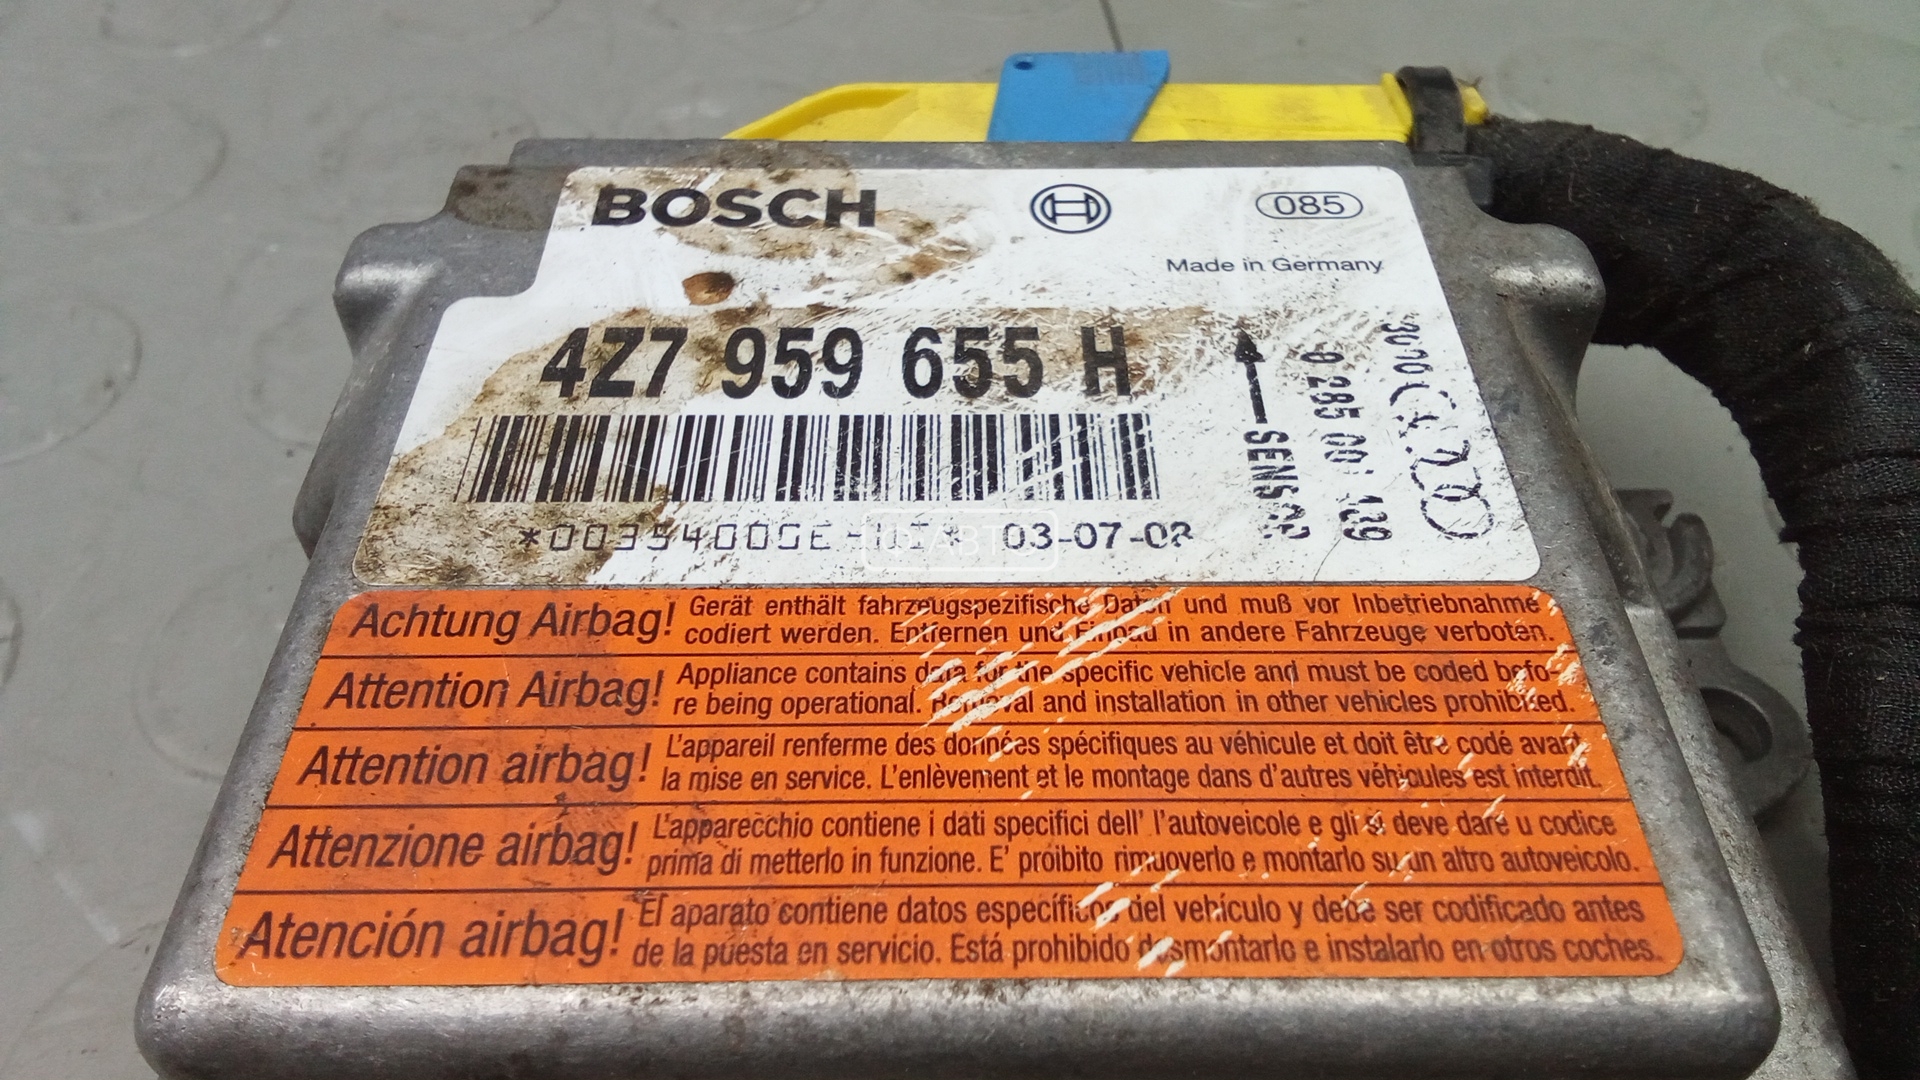 BOSCH
085
Made in Germany
4Z7 959 655 H
03-07-03
0 285 001
Achtung Airbag! Gerät enthält fahrzeugspezifische Daten und muß vor Inbetriebnahme
codiert werden. Entfernen und Einbau in andere Fahrzeuge verboten.
Attention Airbag! Appliance contains data for the specific vehicle and must be coded befo-
re being operational. Removal and installation in other vehicles prohibited.
Attention airbag! L'appareil renferme des données spécifiques au véhicule et doit être codé avant
la mise en service. L'enlèvement et le montage dans d'autres véhicules est interdit.
Attenzione airbag! L'apparecchio contiene i dati specifici dell' l'autoveicole e gli si deve dare u codice
prima di metterlo in funzione. E' proibito rimuoverlo e montarlo su un altro autoveicolo.
Atención airbag! El aparato contiene datos específicos del vehículo y debe ser codificado antes
de la puesta en servicio. Está prohibido desmontarlo e instalarlo en otros coches.